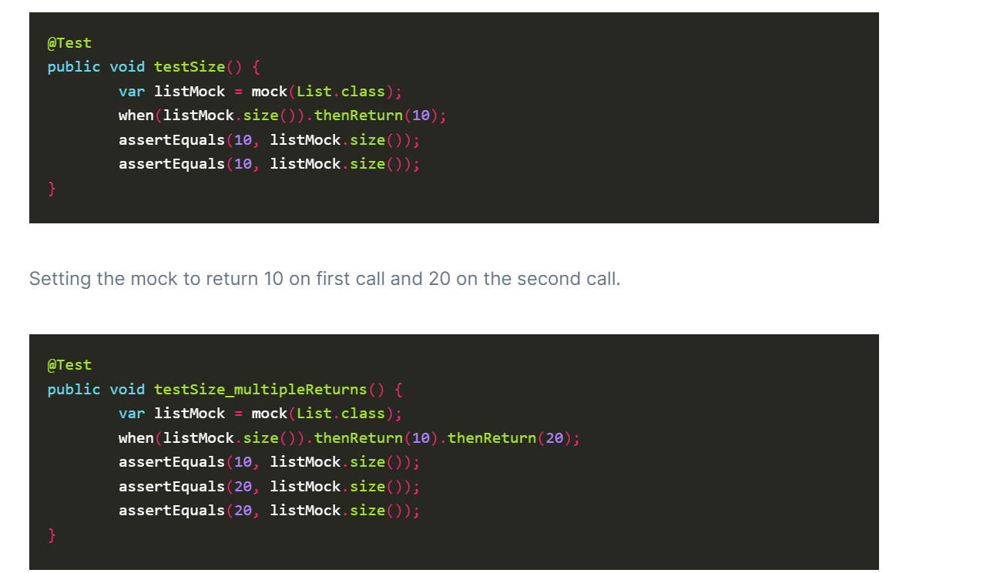 @Test
public void testSize() {
        var listMock = mock(List.class);
        when(listMock.size()).thenReturn(10);
        assertEquals(10, listMock.size());
        assertEquals(10, listMock.size());
}
Setting the mock to return 10 on first call and 20 on the second call.
@Test
public void testSize_multipleReturns() {
        var listMock = mock(List.class);
        when(listMock.size()).thenReturn(10).thenReturn(20);
        assertEquals(10, listMock.size());
        assertEquals(20, listMock.size());
        assertEquals(20, listMock.size());
}